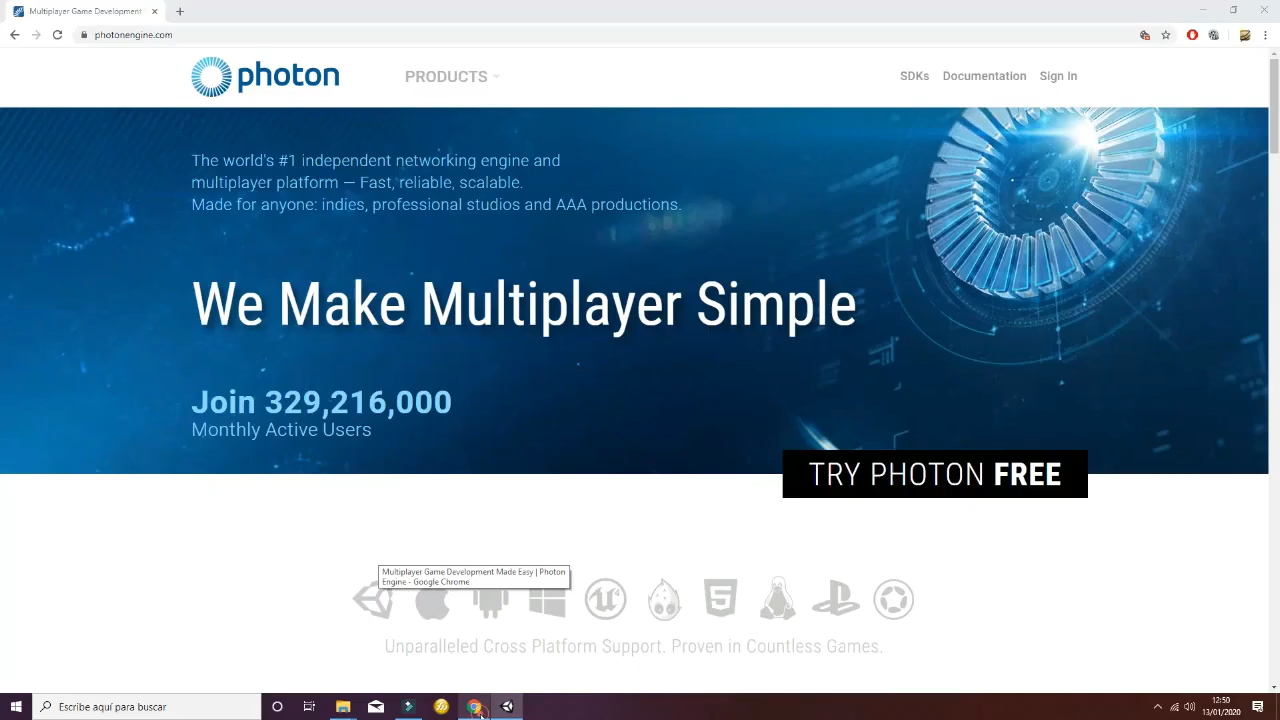 Multiplayer Game Development
photonengine.com
photon
PRODUCTS
SDKs Documentation Sign In
The world's #1 independent networking engine and
multiplayer platform — Fast, reliable, scalable.
Made for anyone: indies, professional studios and AAA productions.
We Make Multiplayer Simple
Join 329,216,000
Monthly Active Users
TRY PHOTON FREE
Multiplayer Game Development Made Easy | Photon
Engine - Google Chrome
Unparalleled Cross Platform Support. Proven in Countless Games.
Escribe aquí para buscar
12:50
13/01/2020